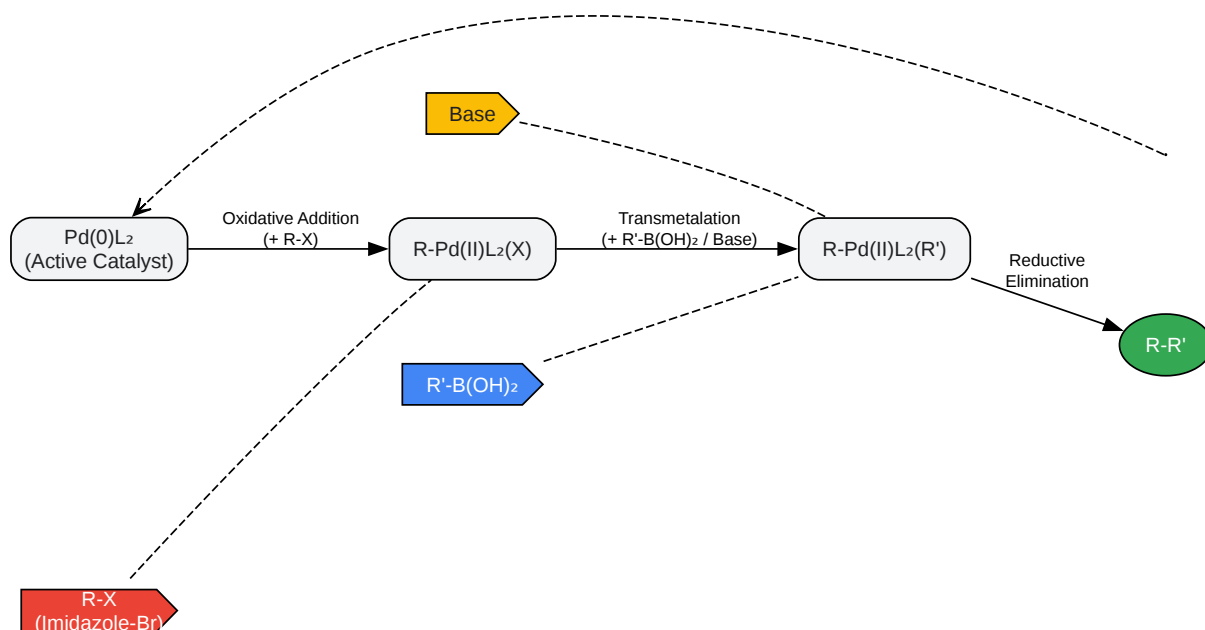 Base
Pd(0)L₂
(Active Catalyst)
Oxidative Addition
(+ R-X)
R-Pd(II)L₂(X)
Transmetalation
(+ R'-B(OH)₂ / Base)
R-Pd(II)L₂(R')
Reductive
Elimination
R-R'
R'-B(OH)₂
R-X
(Imidazole-Br)